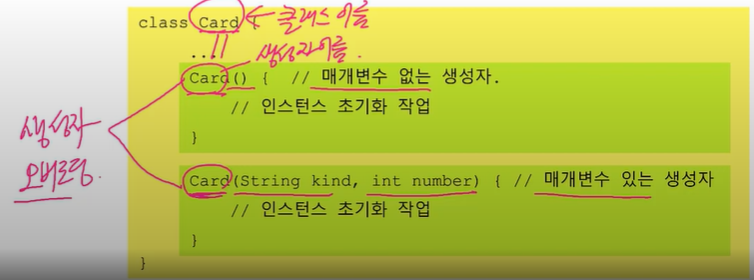 class Card { 클래스 이름
...
생성자이름.
Card() { // 매개변수 없는 생성자.
// 인스턴스 초기화 작업
}
생성자
오버로딩.
Card(String kind, int number) { // 매개변수 있는 생성자
// 인스턴스 초기화 작업
}
}